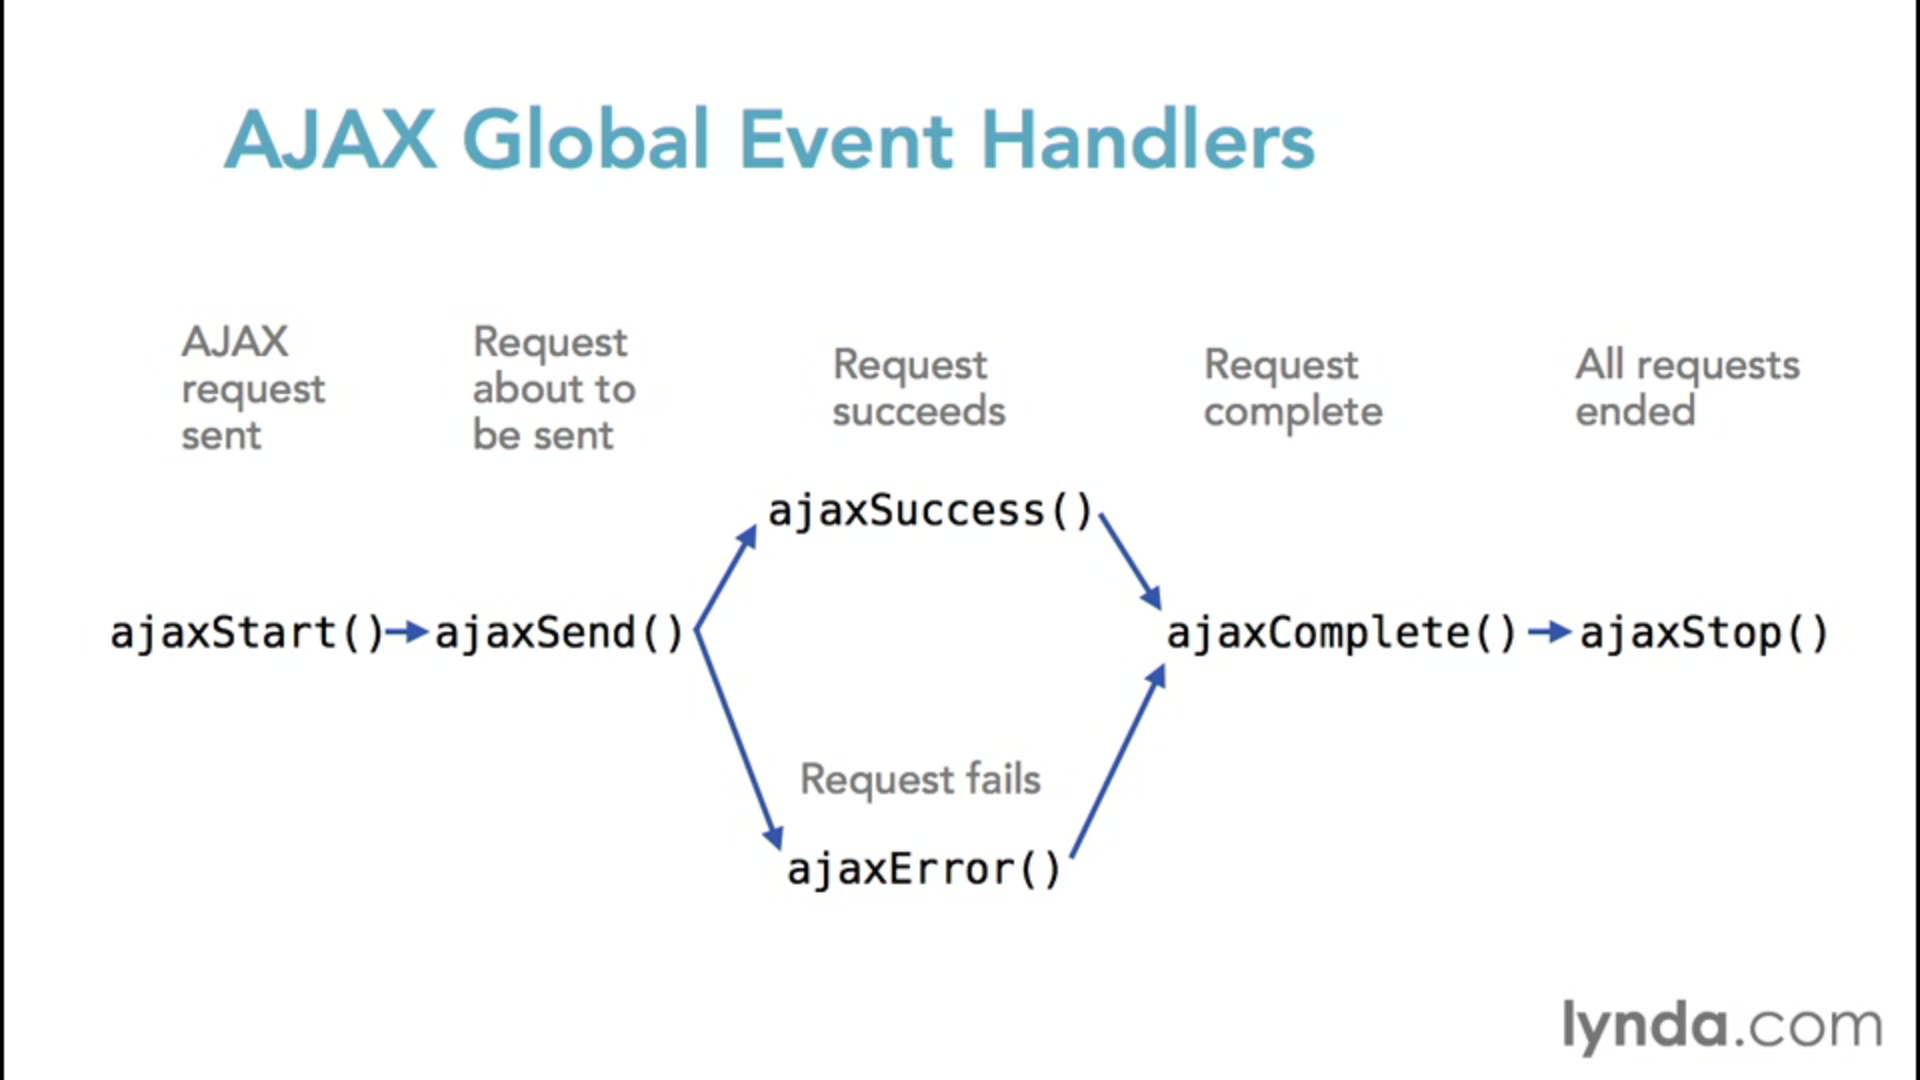 AJAX Global Event Handlers
AJAX
request
sent
Request
about to
be sent
Request
succeeds
Request
complete
All requests
ended
ajaxSuccess()
ajaxStart()
ajaxSend()
ajaxComplete()
ajaxStop()
Request fails
ajaxError()
lynda.com